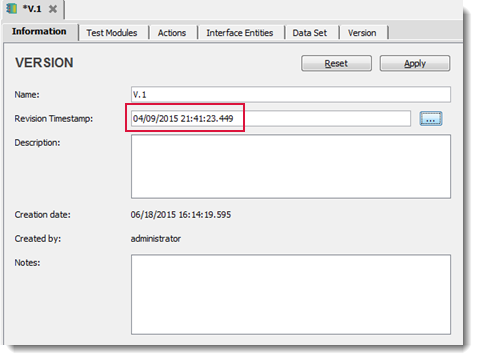 *V.1
Information Test Modules Actions Interface Entities Data Set Version
VERSION Reset Apply
Name: V.1
Revision Timestamp: 04/09/2015 21:41:23.449 ...
Description:
Creation date: 06/18/2015 16:14:19.595
Created by: administrator
Notes: